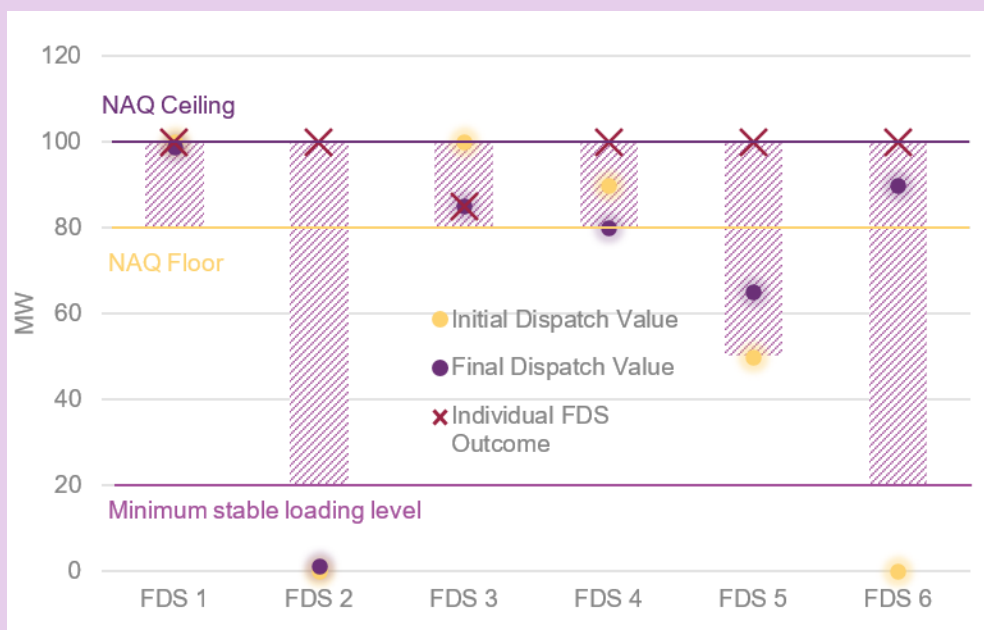 120
NAQ Ceiling
100
80
NAQ Floor
MW
60
Initial Dispatch Value
Final Dispatch Value
40
Individual FDS
Outcome
20
Minimum stable loading level
0
FDS 1 FDS 2 FDS 3 FDS 4 FDS 5 FDS 6